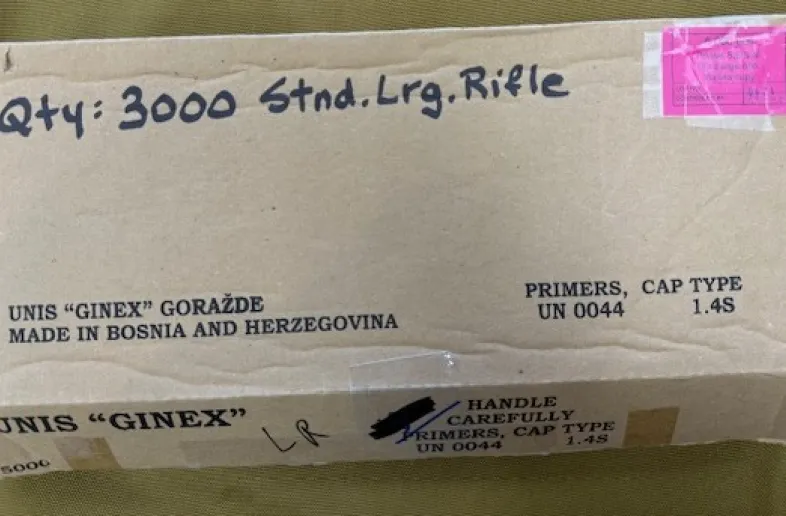 Qty: 3000 Stnd. Lrg. Rifle
UNIS “GINEX” GORAŽDE
MADE IN BOSNIA AND HERZEGOVINA
PRIMERS, CAP TYPE
UN 0044 1.4S
UNIS “GINEX”
5000
LR
HANDLE
CAREFULLY
PRIMERS, CAP TYPE
UN 0044 1.4S